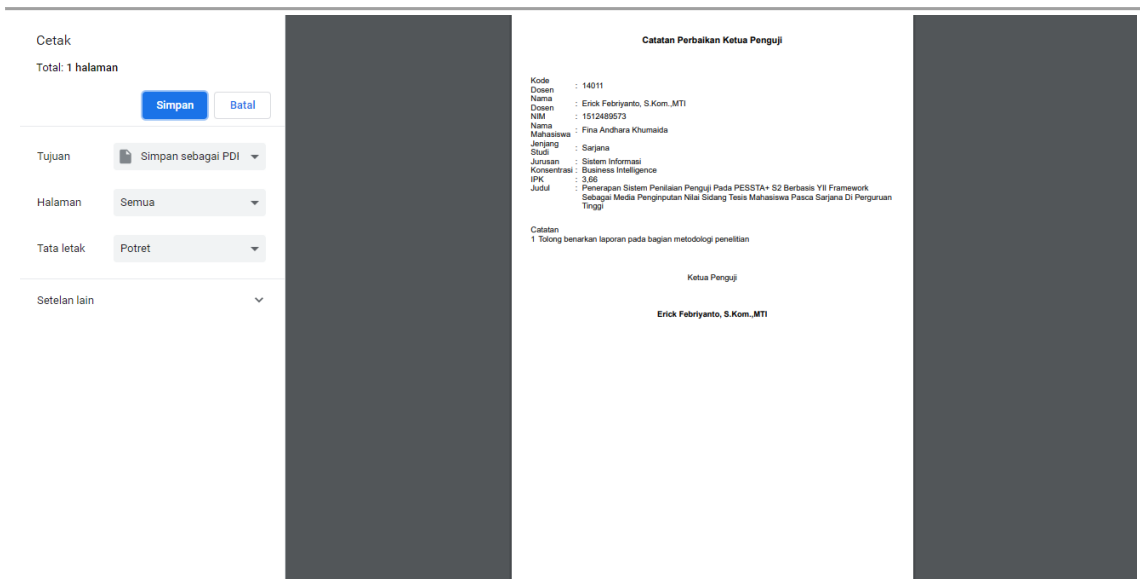 Cetak
Total: 1 halaman
Simpan Batal
Tujuan Simpan sebagai PDI
Halaman Semua
Tata letak Potret
Setelan lain
Catatan Perbaikan Ketua Penguji
Kode Dosen : 14011
Nama Dosen : Erick Febriyanto, S.Kom.,MTI
NIM : 1512489573
Nama Mahasiswa : Fina Andhara Khumaida
Jenjang Studi : Sarjana
Jurusan : Sistem Informasi
Konsentrasi : Business Intelligence
IPK : 3,66
Judul : Penerapan Sistem Penilaian Penguji Pada PESSTA+ S2 Berbasis YII Framework
Sebagai Media Penginputan Nilai Sidang Tesis Mahasiswa Pasca Sarjana Di Perguruan
Tinggi
Catatan
1 Tolong benarkan laporan pada bagian metodologi penelitian
Ketua Penguji
Erick Febriyanto, S.Kom.,MTI